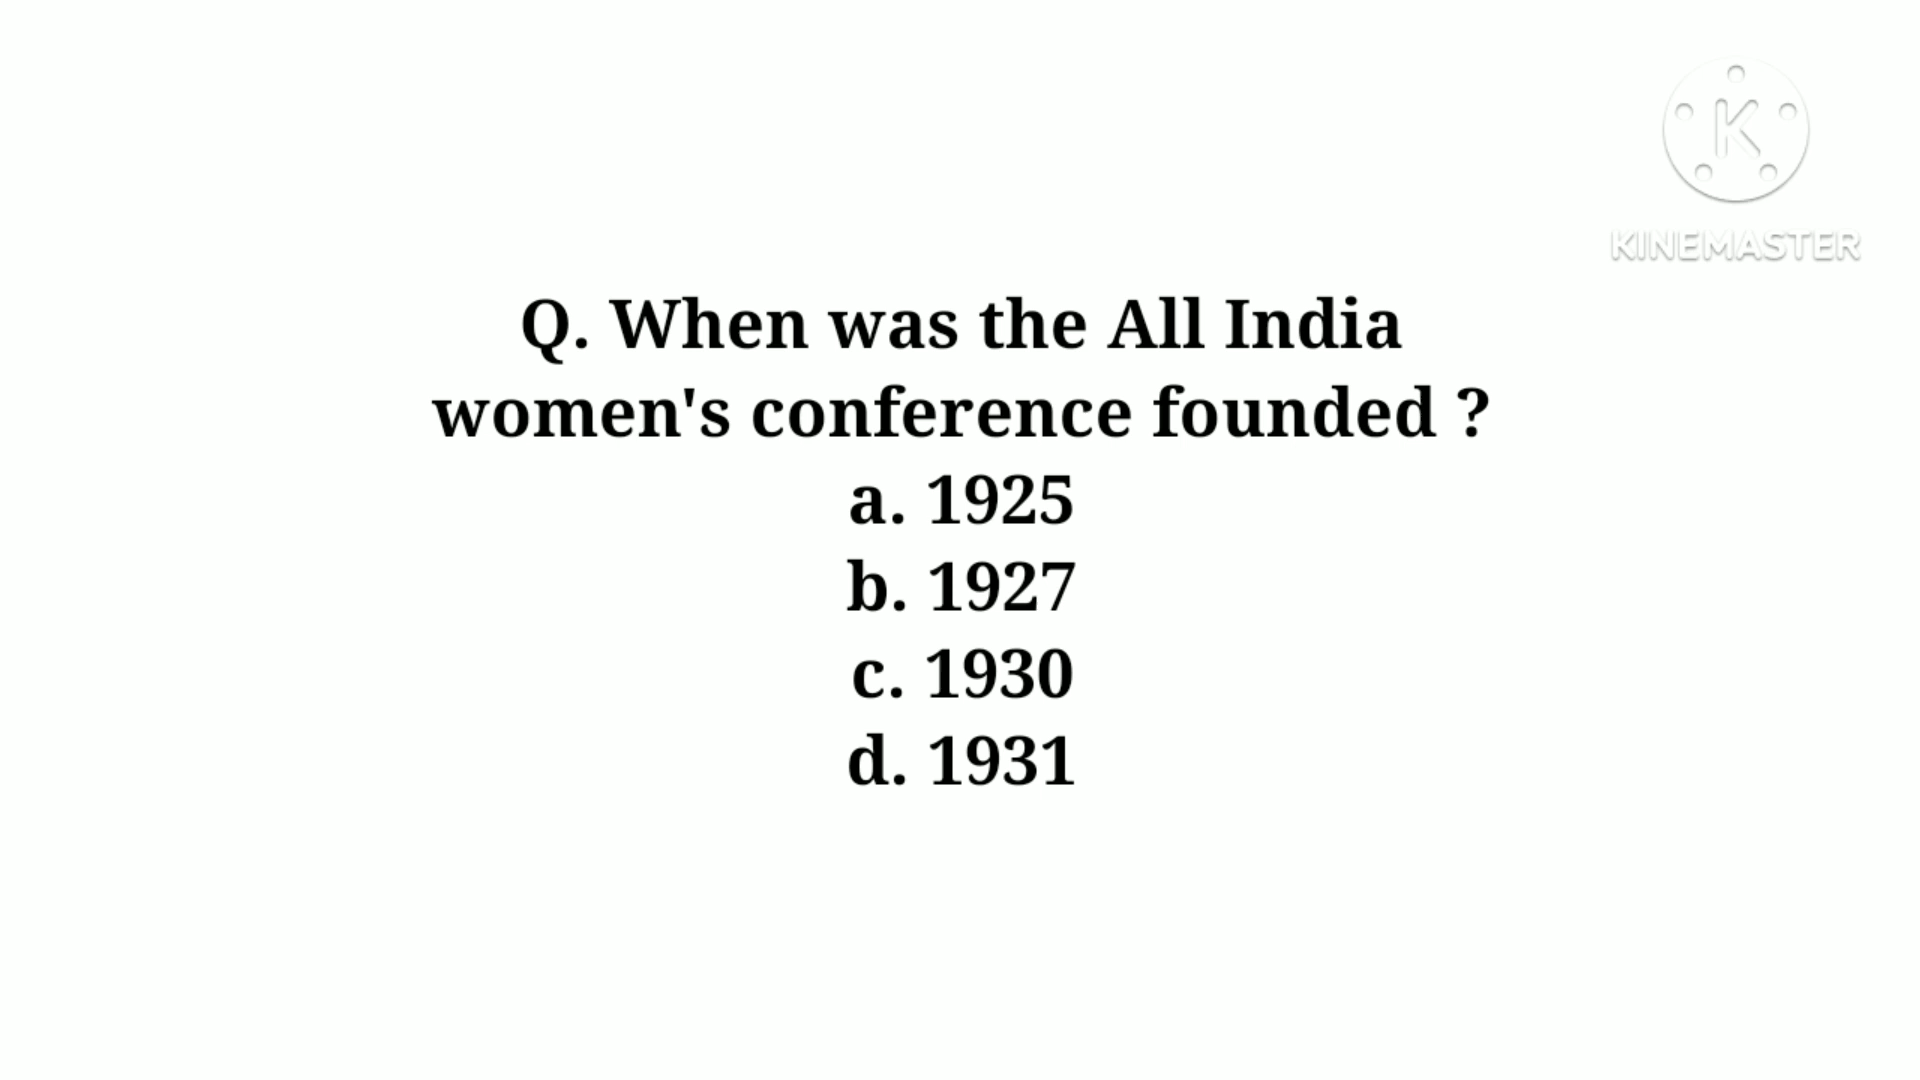 KINEMASTER
Q. When was the All India
women's conference founded ?
a. 1925
b. 1927
c. 1930
d. 1931